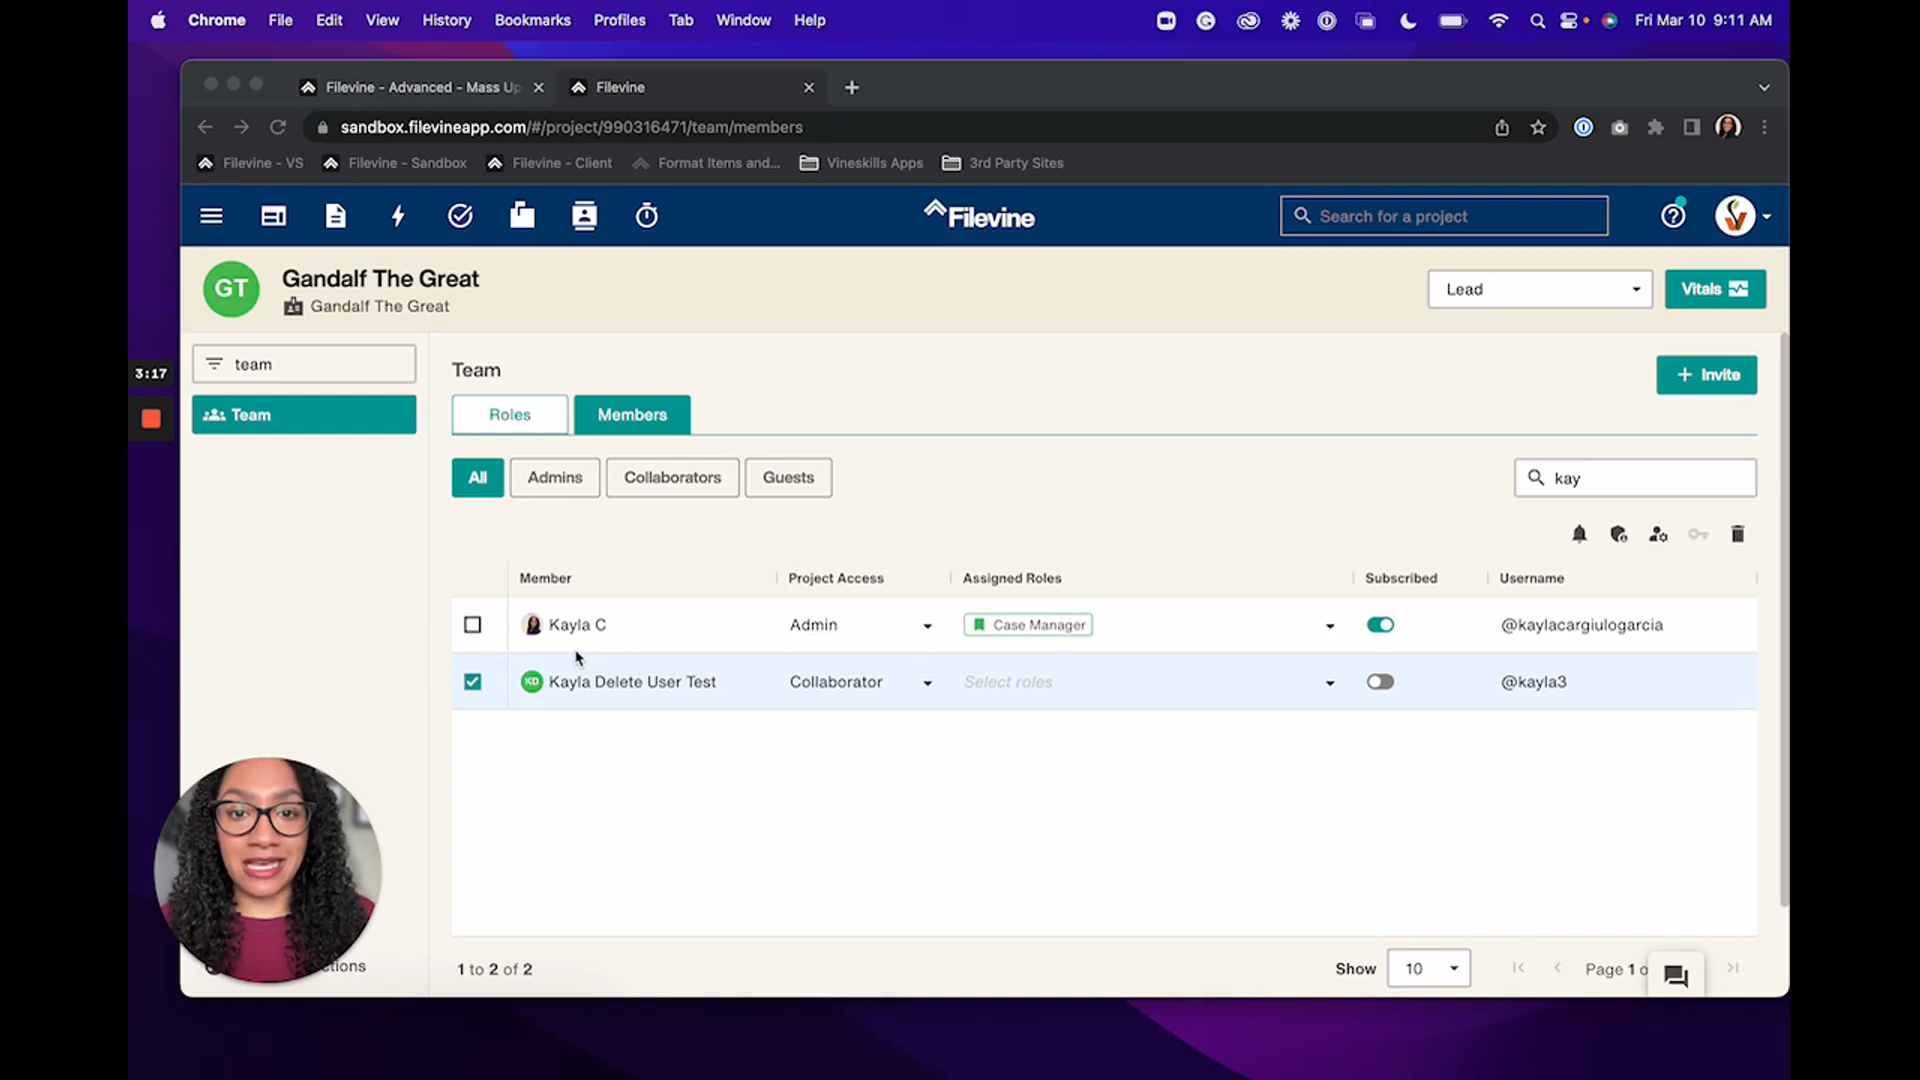 Chrome File Edit View History Bookmarks Profiles Tab Window Help Fri Mar 10 9:11 AM
Filevine - Advanced - Mass Up Filevine
sandbox.filevineapp.com/#/project/990316471/team/members
Filevine - VS Filevine - Sandbox Filevine - Client Format Items and... Vineskills Apps 3rd Party Sites
Filevine Search for a project
GT Gandalf The Great
Gandalf The Great
Lead Vitals
3:17
team
Team
Team
+ Invite
Roles Members
All Admins Collaborators Guests kay
Member Project Access Assigned Roles Subscribed Username
Kayla C Admin Case Manager @kaylacargiulogarcia
KD Kayla Delete User Test Collaborator Select roles @kayla3
ctions
1 to 2 of 2 Show 10 Page 1 o